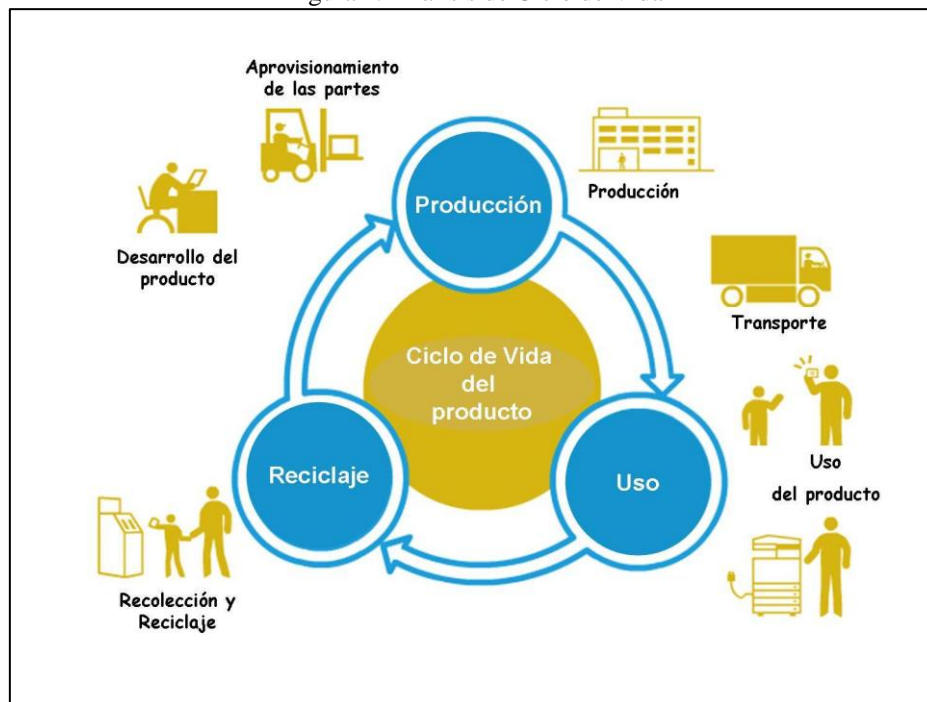 Aprovisionamiento
de las partes
Producción
Producción
Desarrollo del
producto
Transporte
Ciclo de Vida
del
producto
Reciclaje
Uso
Uso
del producto
Recolección y
Reciclaje